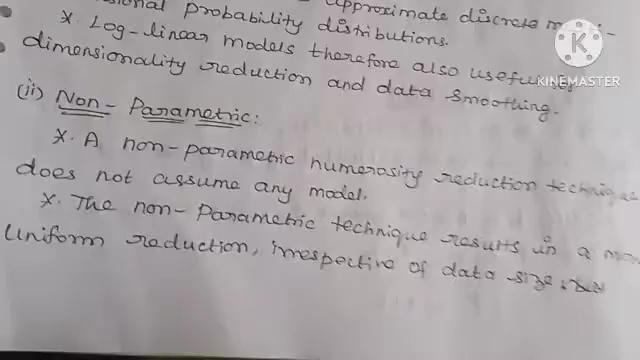 approximate discrete
probability distributions.
X. Log-linear models therefore also useful
dimensionality reduction and data smoothing.
(ii) Non-Parametric:
X. A non-parametric numerosity reduction technique
does not assume any model.
X. The non-Parametric technique results in a
Uniform reduction, irrespective of data size
K
KINEMASTER